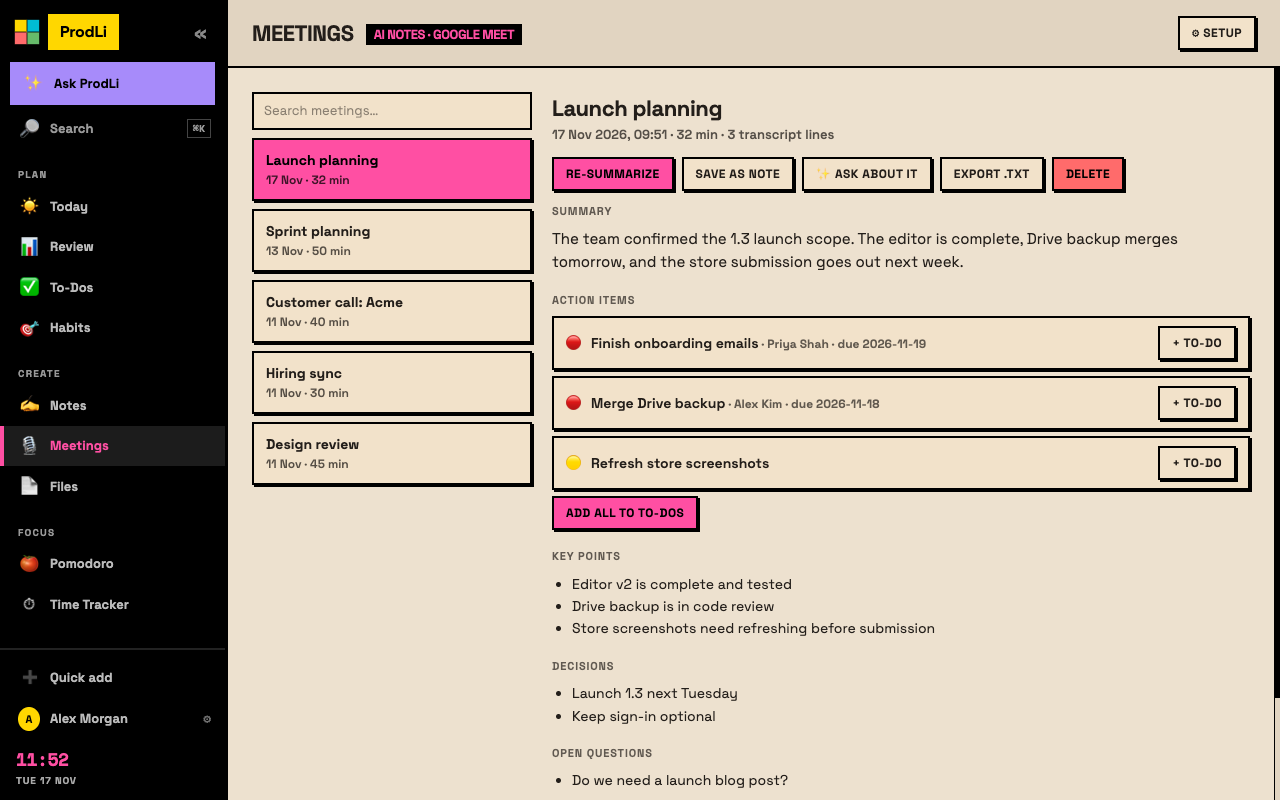 ProdLi
«
Ask ProdLi
Search ⌘K
PLAN
Today
Review
To-Dos
Habits
CREATE
Notes
Meetings
Files
FOCUS
Pomodoro
Time Tracker
Quick add
A Alex Morgan
11:52
TUE 17 NOV
MEETINGS AI NOTES · GOOGLE MEET
⚙ SETUP
Search meetings...
Launch planning
17 Nov · 32 min
Sprint planning
13 Nov · 50 min
Customer call: Acme
11 Nov · 40 min
Hiring sync
11 Nov · 30 min
Design review
11 Nov · 45 min
Launch planning
17 Nov 2026, 09:51 · 32 min · 3 transcript lines
RE-SUMMARIZE SAVE AS NOTE ✨ ASK ABOUT IT EXPORT .TXT DELETE
SUMMARY
The team confirmed the 1.3 launch scope. The editor is complete, Drive backup merges
tomorrow, and the store submission goes out next week.
ACTION ITEMS
Finish onboarding emails · Priya Shah · due 2026-11-19 + TO-DO
Merge Drive backup · Alex Kim · due 2026-11-18 + TO-DO
Refresh store screenshots + TO-DO
ADD ALL TO TO-DOS
KEY POINTS
• Editor v2 is complete and tested
• Drive backup is in code review
• Store screenshots need refreshing before submission
DECISIONS
• Launch 1.3 next Tuesday
• Keep sign-in optional
OPEN QUESTIONS
• Do we need a launch blog post?